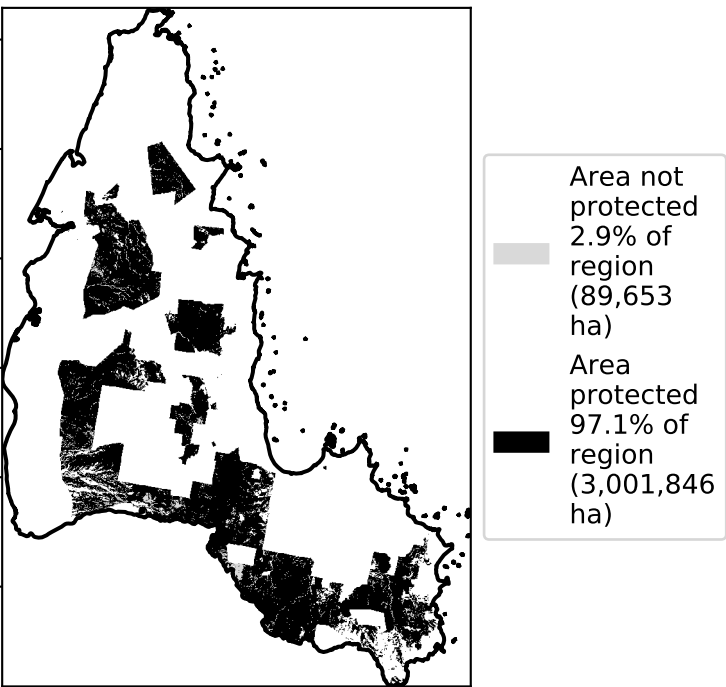 Area not
protected
2.9% of
region
(89,653
ha)
Area
protected
97.1% of
region
(3,001,846
ha)